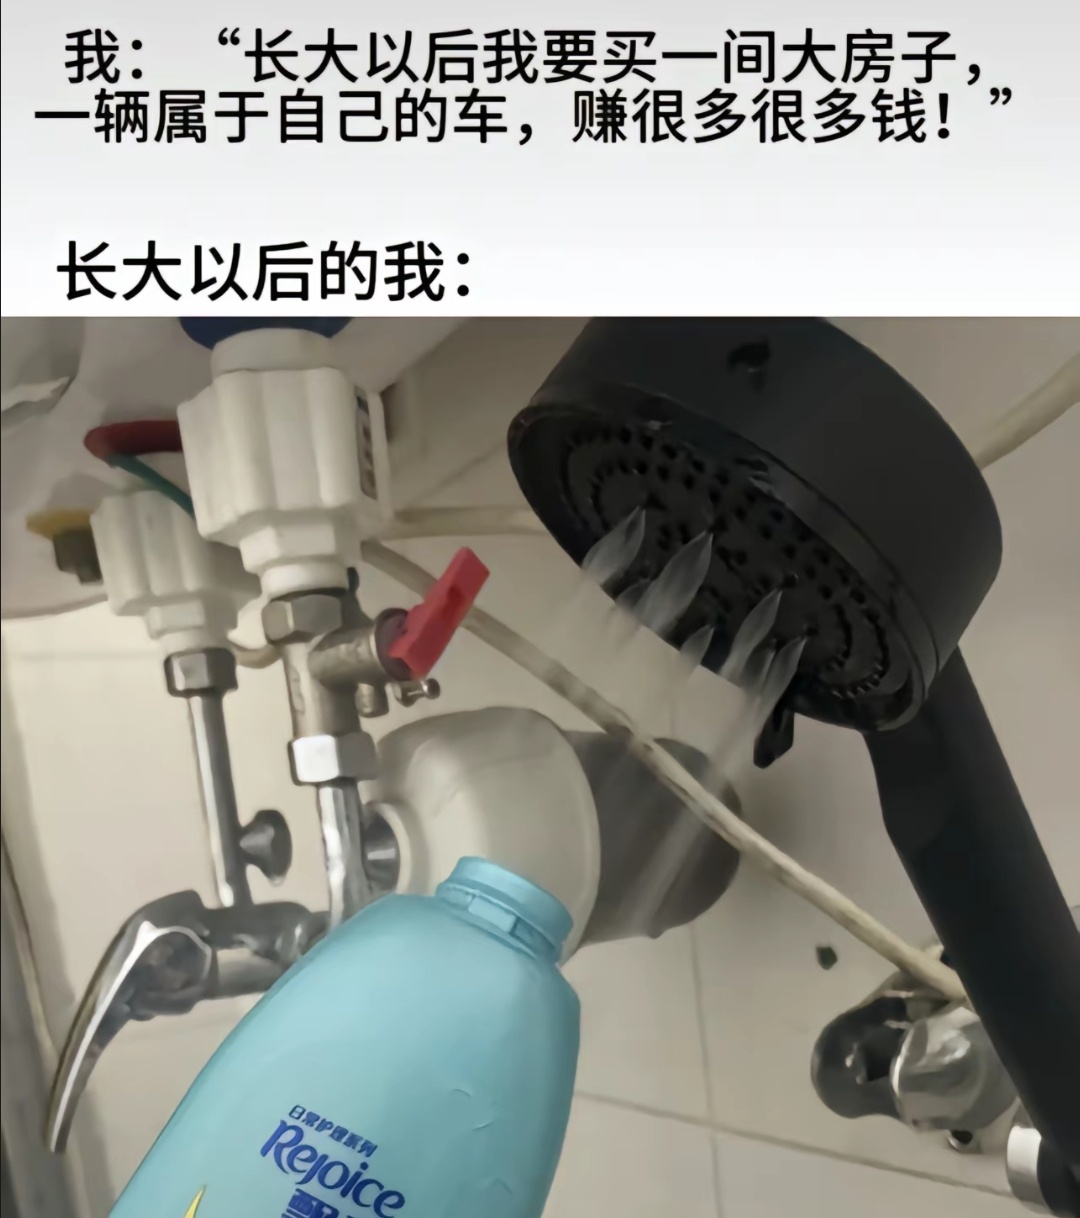 我：“长大以后我要买一间大房子，
一辆属于自己的车，赚很多很多钱！”
长大以后的我：
日常护理系列
Rejoice